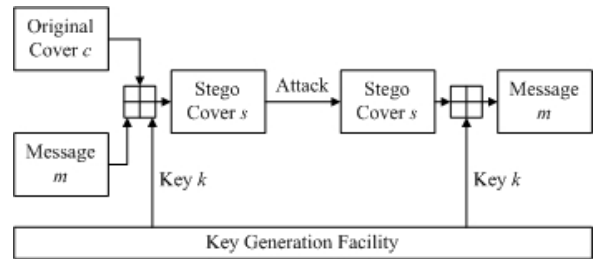 Original
Cover c
Message
m
Stego
Cover s
Attack
Stego
Cover s
Message
m
Key k
Key k
Key Generation Facility